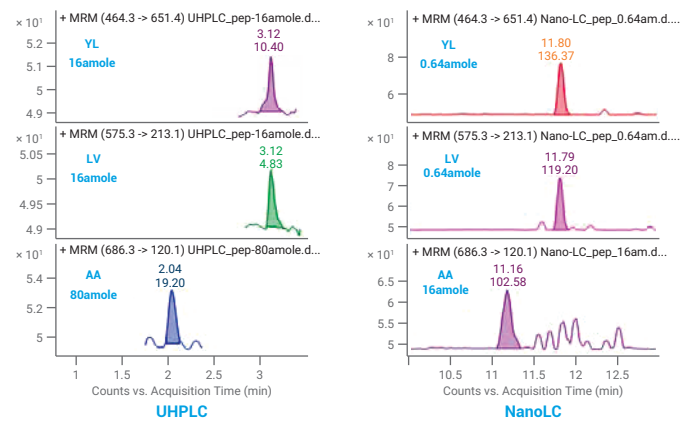 + MRM (464.3 -> 651.4) UHPLC_pep-16amole.d...
× 10¹
5.2
5.1
5
4.9
YL
16amole
3.12
10.40
+ MRM (575.3 -> 213.1) UHPLC_pep-16amole.d...
× 10¹
5.05
5
4.95
4.9
LV
16amole
3.12
4.83
+ MRM (686.3 -> 120.1) UHPLC_pep-80amole.d...
× 10¹
5.4
5.2
5
AA
80amole
2.04
19.20
1 1.5 2 2.5 3
Counts vs. Acquisition Time (min)
UHPLC
+ MRM (464.3 -> 651.4) Nano-LC_pep_0.64am.d....
× 10¹
8
6
YL
0.64amole
11.80
136.37
+ MRM (575.3 -> 213.1) Nano-LC_pep_0.64am.d....
× 10¹
8
7
6
5
LV
0.64amole
11.79
119.20
+ MRM (686.3 -> 120.1) Nano-LC_pep_16am.d...
× 10¹
6.5
6
5.5
5
AA
16amole
11.16
102.58
10.5 11 11.5 12.0 12.5
Counts vs. Acquisition Time (min)
NanoLC